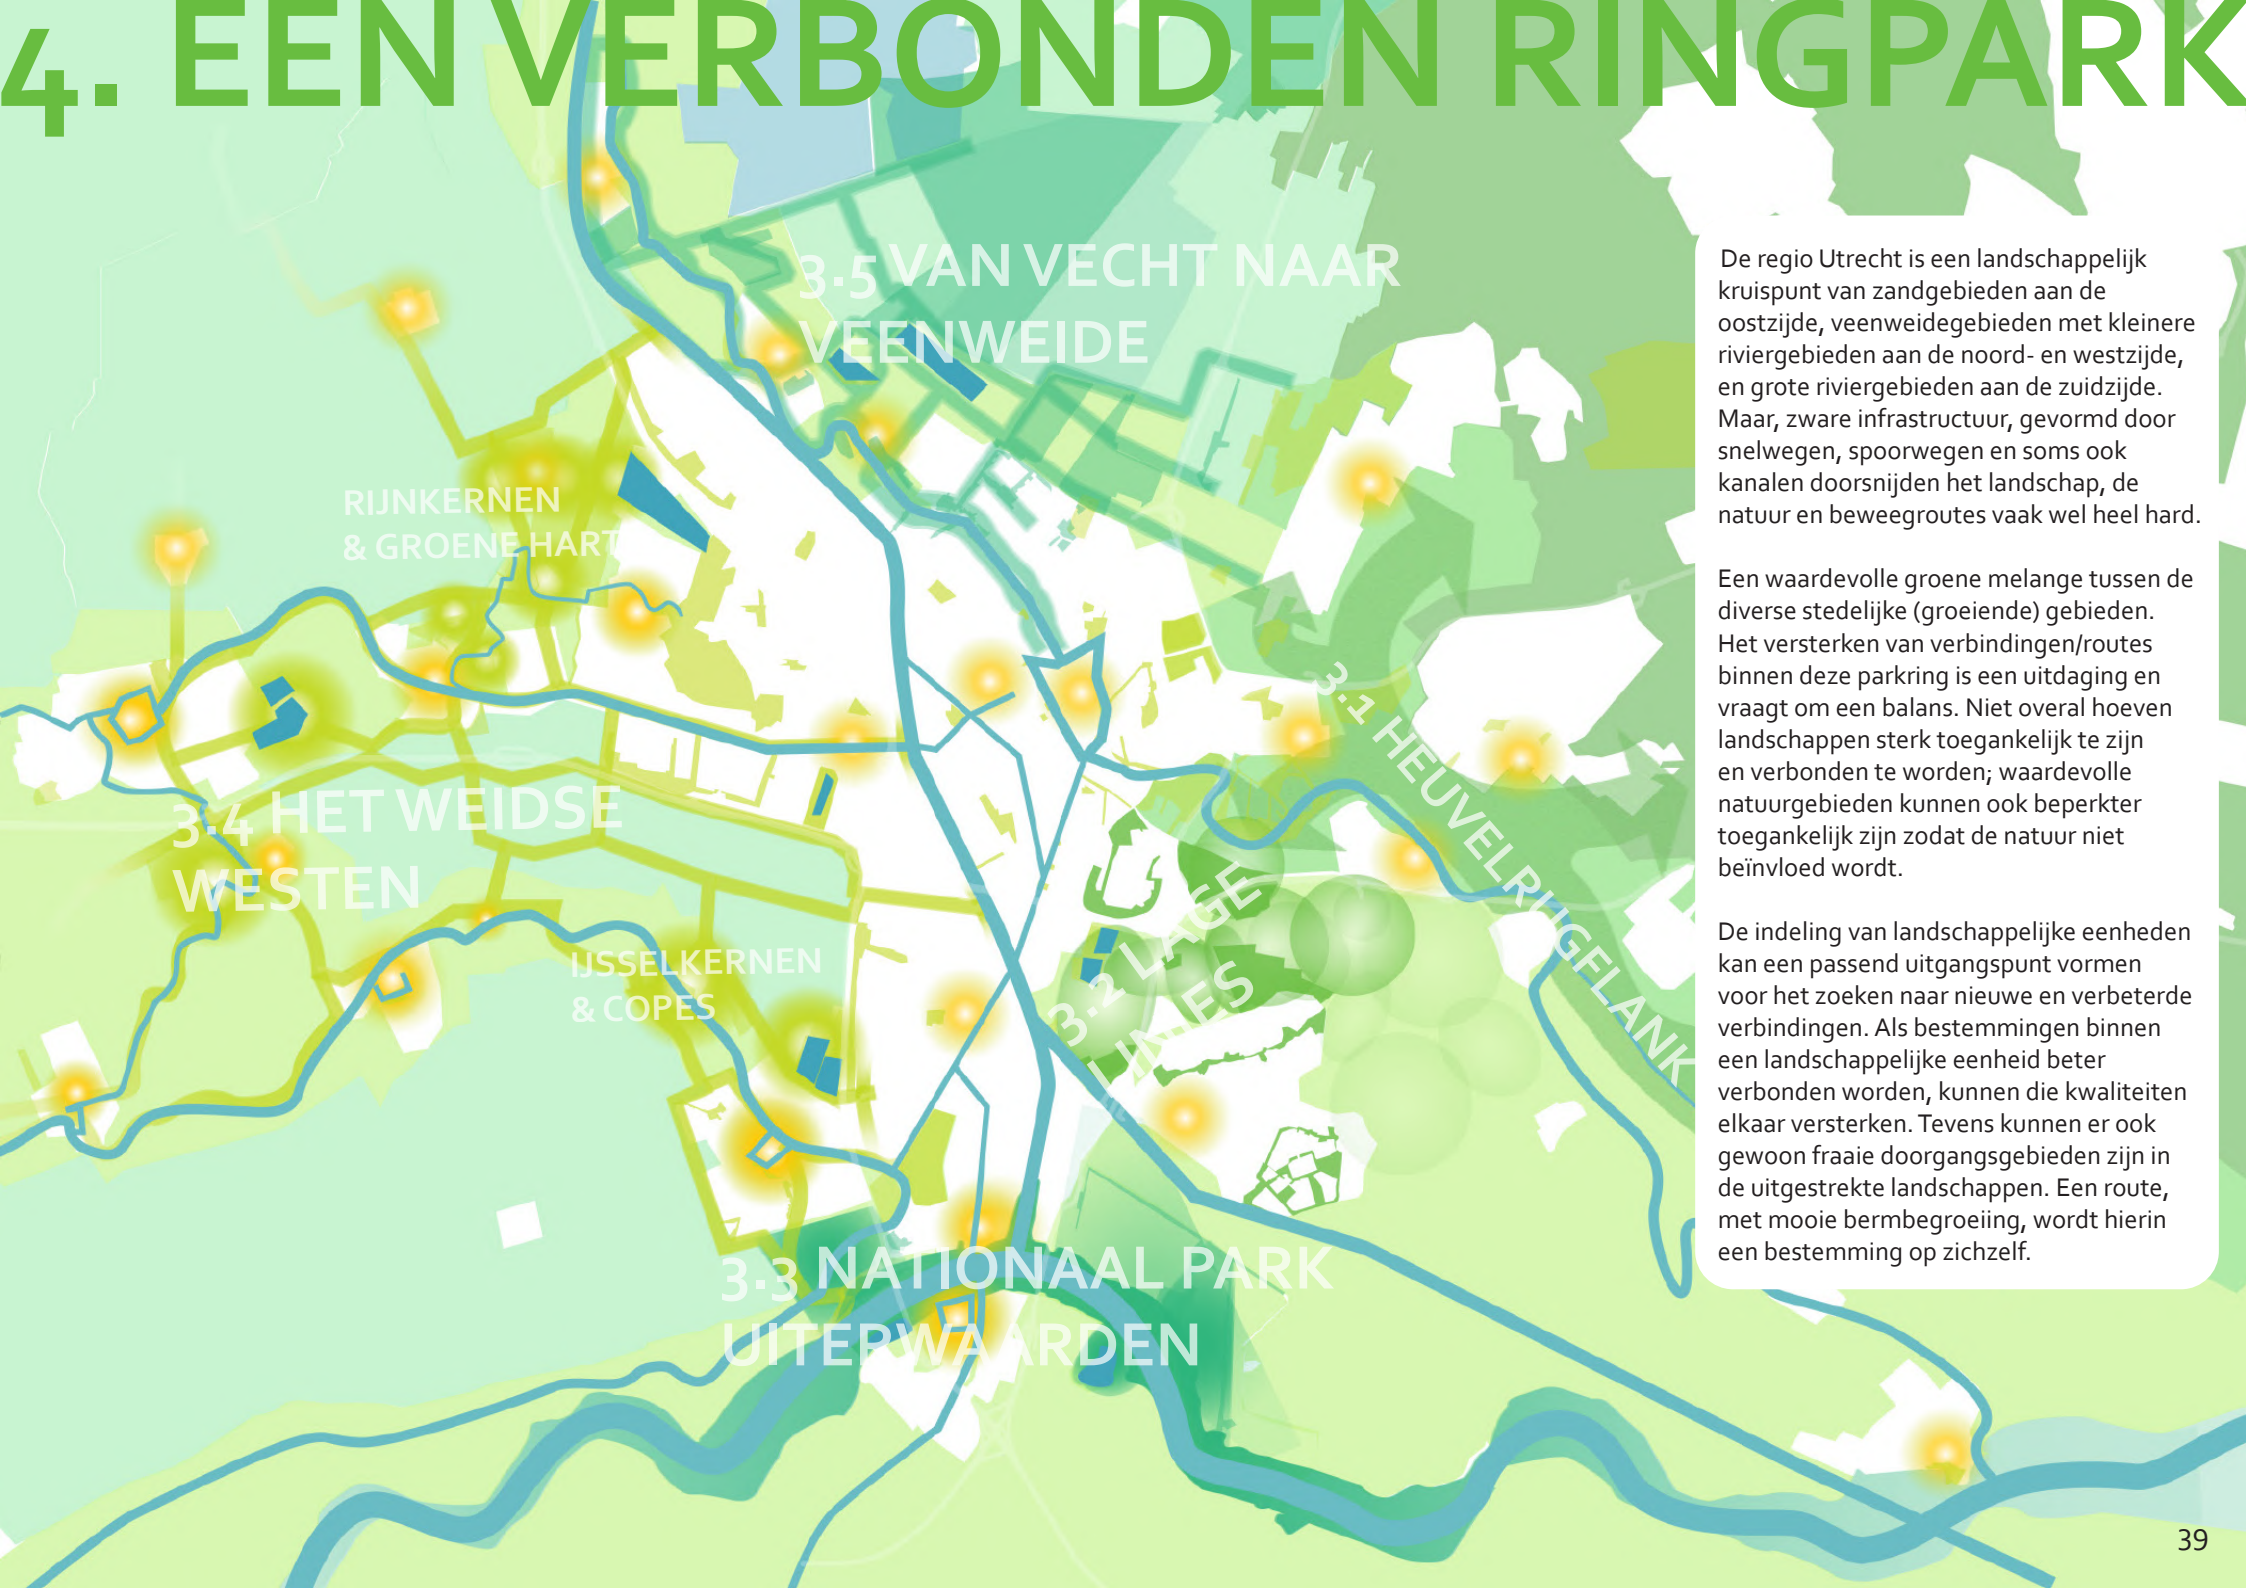 4. EEN VERBONDEN RINGPARK
3.5 VAN VECHT NAAR
VEENWEIDE
RIJNKERNEN
& GROENE HART
3.4 HET WEIDSE
WESTEN
IJSSELKERNEN
& COPES
3.1 HEUVELRUGFLANK
3.2 LAGE
LINIES
3.3 NATIONAAL PARK
UITERWAARDEN
De regio Utrecht is een landschappelijk
kruispunt van zandgebieden aan de
oostzijde, veenweidegebieden met kleinere
riviergebieden aan de noord- en westzijde,
en grote riviergebieden aan de zuidzijde.
Maar, zware infrastructuur, gevormd door
snelwegen, spoorwegen en soms ook
kanalen doorsnijden het landschap, de
natuur en beweegroutes vaak wel heel hard.
Een waardevolle groene melange tussen de
diverse stedelijke (groeiende) gebieden.
Het versterken van verbindingen/routes
binnen deze parkring is een uitdaging en
vraagt om een balans. Niet overal hoeven
landschappen sterk toegankelijk te zijn
en verbonden te worden; waardevolle
natuurgebieden kunnen ook beperkter
toegankelijk zijn zodat de natuur niet
beïnvloed wordt.
De indeling van landschappelijke eenheden
kan een passend uitgangspunt vormen
voor het zoeken naar nieuwe en verbeterde
verbindingen. Als bestemmingen binnen
een landschappelijke eenheid beter
verbonden worden, kunnen die kwaliteiten
elkaar versterken. Tevens kunnen er ook
gewoon fraaie doorgangsgebieden zijn in
de uitgestrekte landschappen. Een route,
met mooie bermbegroeiing, wordt hierin
een bestemming op zichzelf.
39